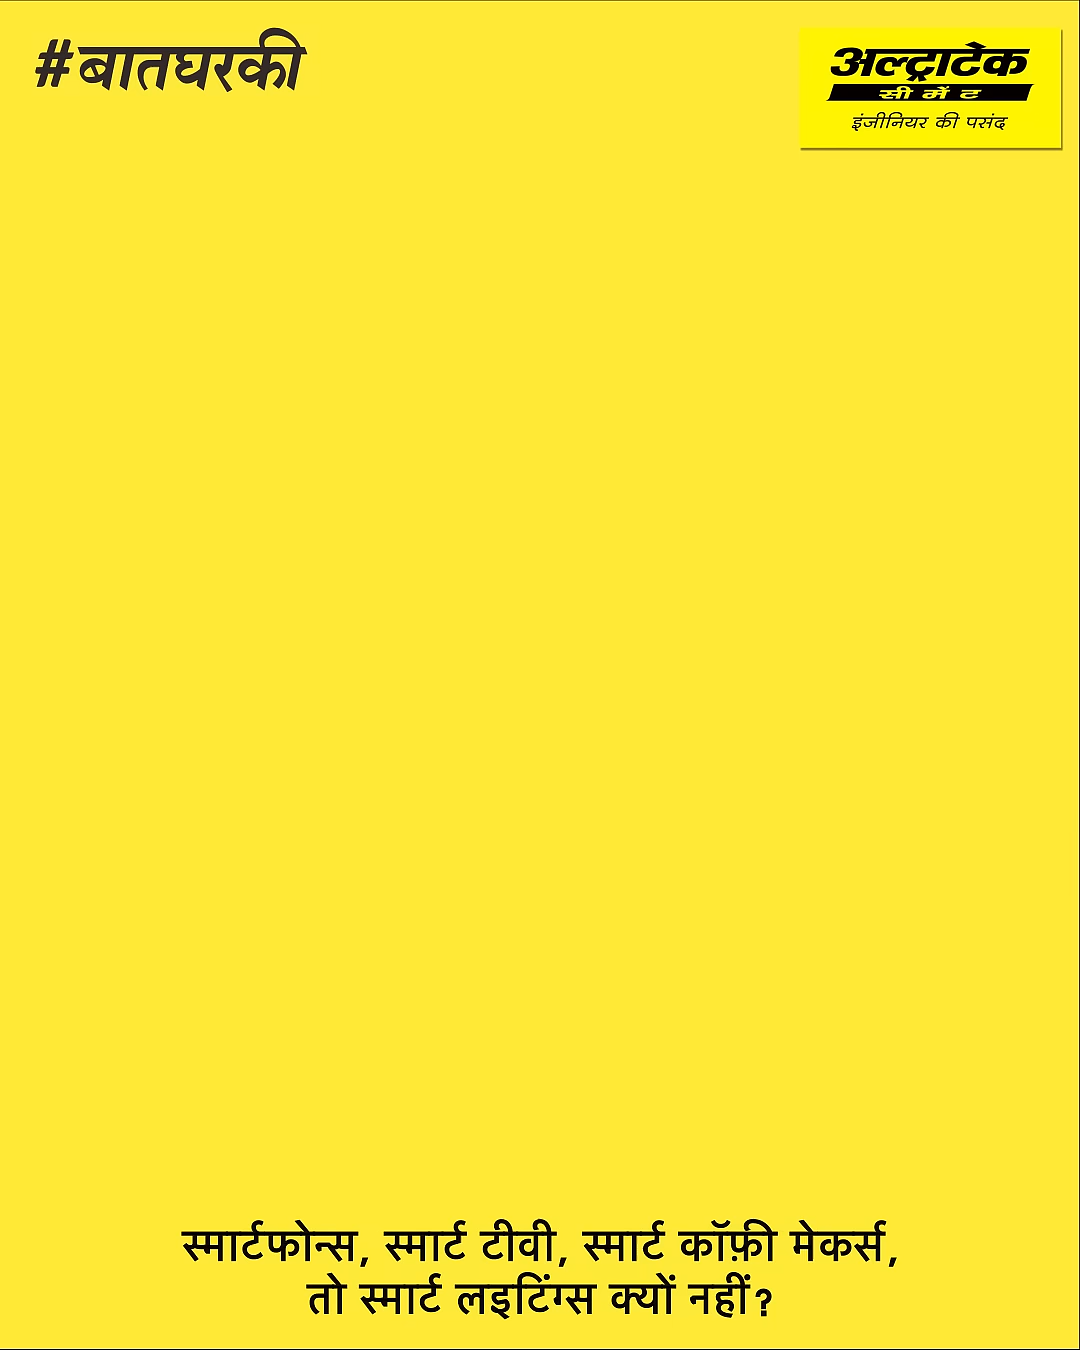 #बातघरकी
अल्ट्राटेक
सीमेंट
इंजीनियर की पसंद
स्मार्टफोन्स, स्मार्ट टीवी, स्मार्ट कॉफ़ी मेकर्स,
तो स्मार्ट लइटिंग्स क्यों नहीं?